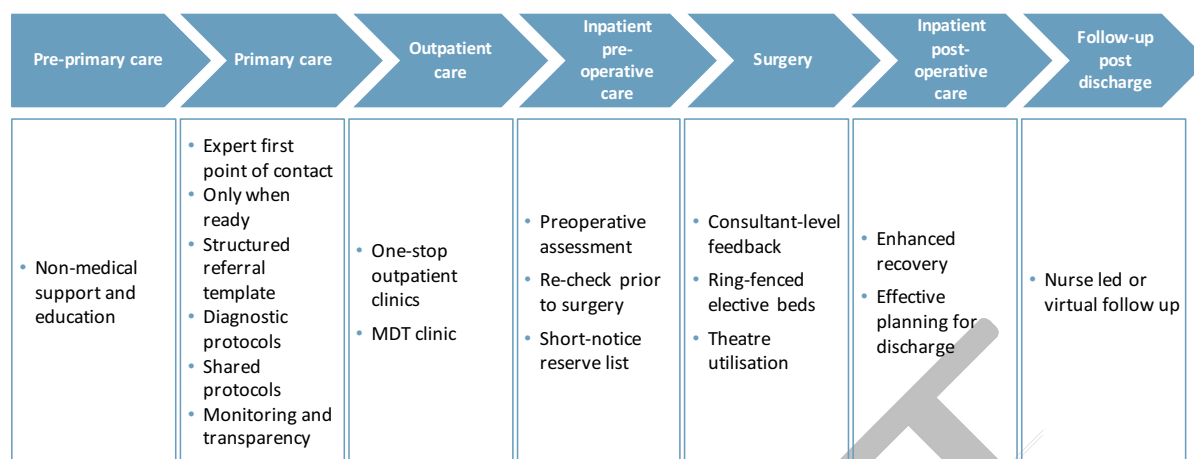 Pre-primary care
Primary care
Outpatient
care
Inpatient
pre-
operative
care
Surgery
Inpatient
post-
operative
care
Follow-up
post
discharge
• Non-medical
support and
education
• Expert first
point of contact
• Only when
ready
• Structured
referral
template
• Diagnostic
protocols
• Shared
protocols
• Monitoring and
transparency
• One-stop
outpatient
clinics
• MDT clinic
• Preoperative
assessment
• Re-check prior
to surgery
• Short-notice
reserve list
• Consultant-level
feedback
• Ring-fenced
elective beds
• Theatre
utilisation
• Enhanced
recovery
• Effective
planning for
discharge
• Nurse led or
virtual follow up